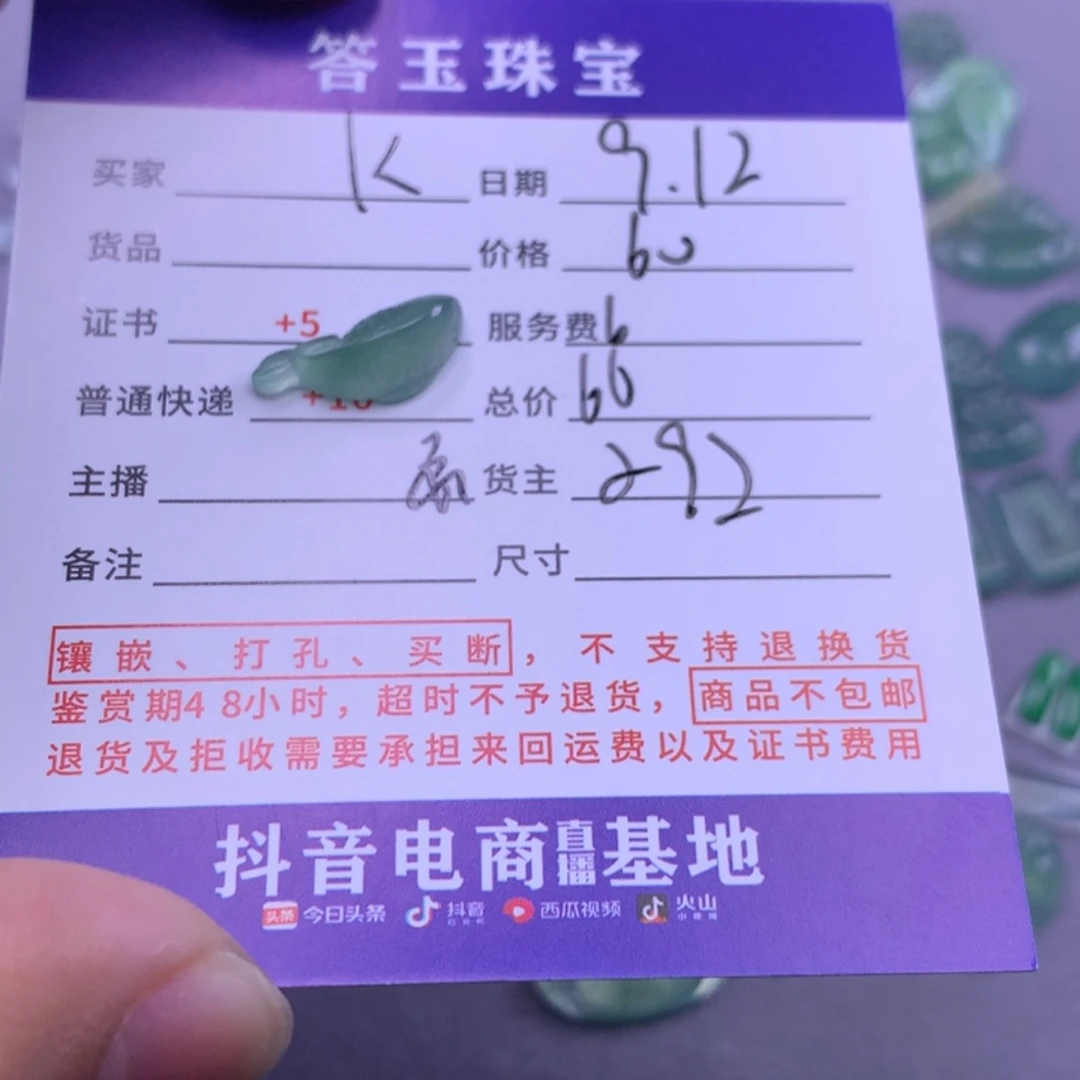 答玉珠宝
买家 K 日期 9.12
货品 价格 60
证书 +5 服务费 6
普通快递 +10 总价 66
主播 货主 292
备注 尺寸
镶嵌、打孔、买断，不支持退换货
鉴赏期48小时，超时不予退货，商品不包邮
退货及拒收需要承担来回运费以及证书费用
抖音电商直播基地
头条 今日头条 抖音 西瓜视频 火山